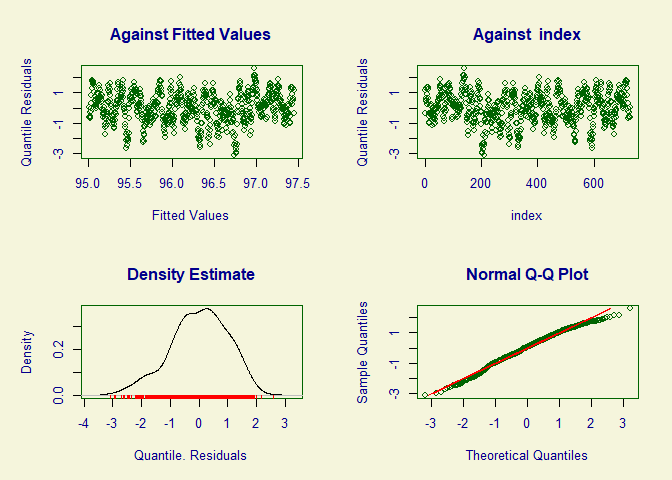 Against Fitted Values
Quantile Residuals
1
-1
-3
95.0 95.5 96.0 96.5 97.0 97.5
Fitted Values
Against index
Quantile Residuals
1
-1
-3
0 200 400 600
index
Density Estimate
Density
0.2
0.0
-4 -3 -2 -1 0 1 2 3
Quantile. Residuals
Normal Q-Q Plot
Sample Quantiles
1
-1
-3
-3 -2 -1 0 1 2 3
Theoretical Quantiles